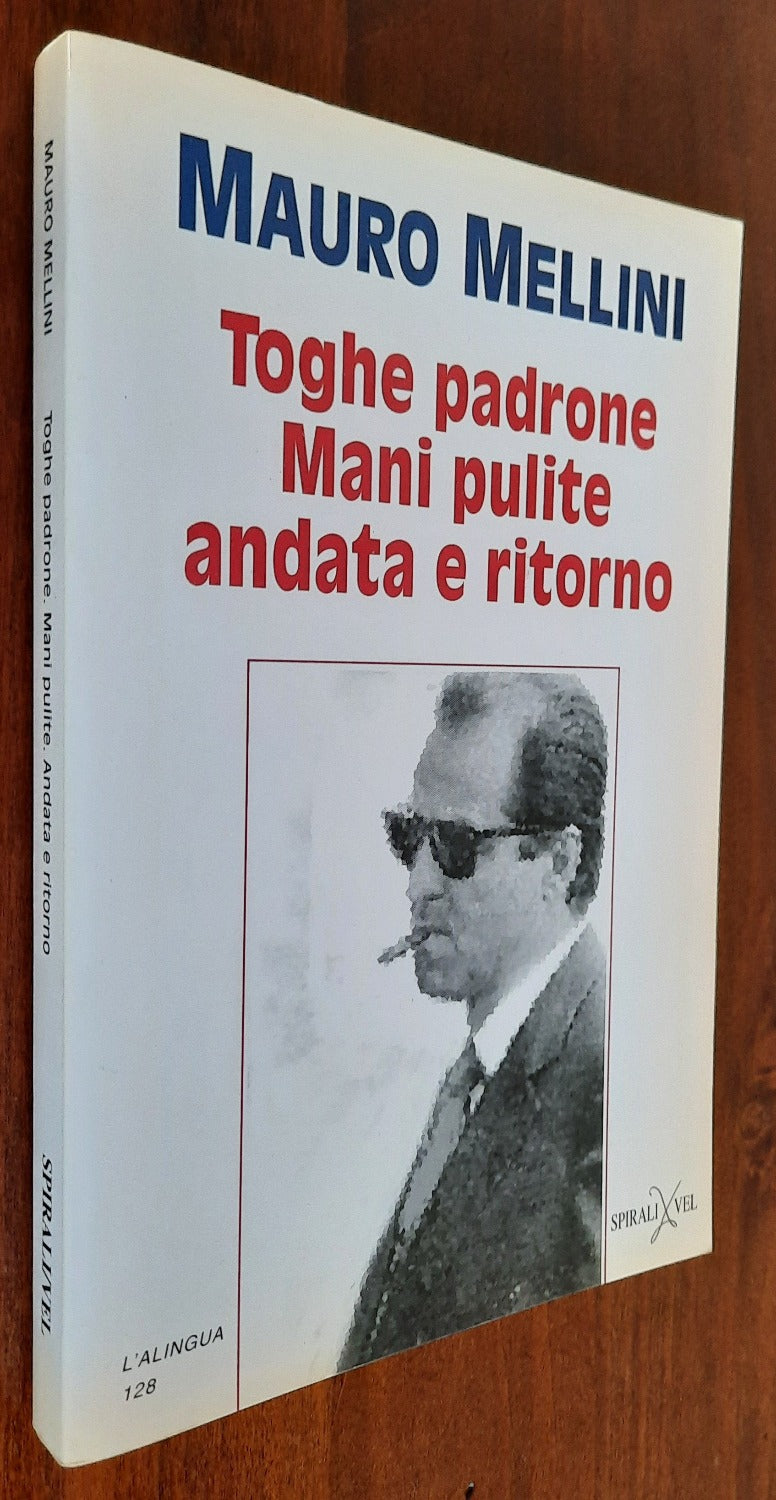 MAURO MELLINI
Toghe padrone
Mani pulite
andata e ritorno
SPIRALI VEL
L'ALINGUA
128
MAURO MELLINI Toghe padrone. Mani pulite. Andata e ritorno SPIRALI/VEL